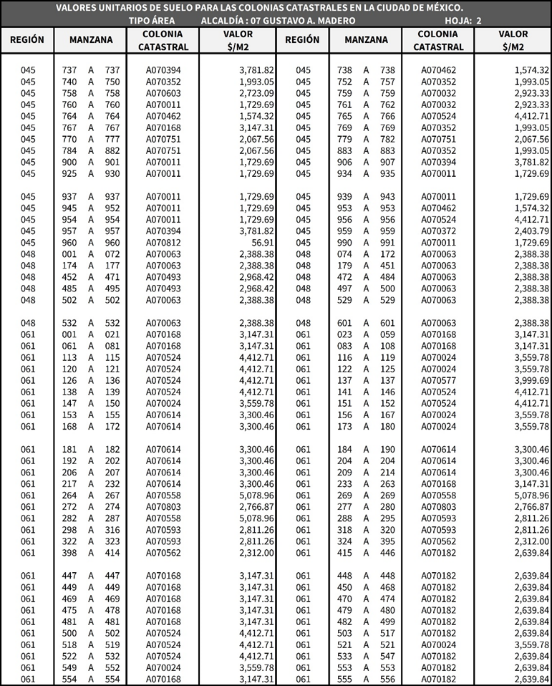 VALORES UNITARIOS DE SUELO PARA LAS COLONIAS CATASTRALES EN LA CIUDAD DE MÉXICO.
TIPO ÁREA ALCALDÍA : 07 GUSTAVO A. MADERO HOJA: 2
REGIÓN MANZANA COLONIA CATASTRAL VALOR $/M2 REGIÓN MANZANA COLONIA CATASTRAL VALOR $/M2
045 737 A 737 A070394 3,781.82 045 738 A 738 A070462 1,574.32
045 740 A 750 A070352 1,993.05 045 752 A 757 A070352 1,993.05
045 758 A 758 A070603 2,723.09 045 759 A 759 A070032 2,923.33
045 760 A 760 A070011 1,729.69 045 761 A 762 A070032 2,923.33
045 764 A 764 A070462 1,574.32 045 765 A 766 A070524 4,412.71
045 767 A 767 A070168 3,147.31 045 769 A 769 A070352 1,993.05
045 770 A 777 A070751 2,067.56 045 779 A 782 A070751 2,067.56
045 784 A 882 A070751 2,067.56 045 883 A 883 A070352 1,993.05
045 900 A 901 A070011 1,729.69 045 906 A 907 A070394 3,781.82
045 925 A 930 A070011 1,729.69 045 934 A 935 A070011 1,729.69
045 937 A 937 A070011 1,729.69 045 939 A 943 A070011 1,729.69
045 945 A 952 A070011 1,729.69 045 953 A 953 A070462 1,574.32
045 954 A 954 A070011 1,729.69 045 956 A 956 A070524 4,412.71
045 957 A 957 A070394 3,781.82 045 959 A 959 A070372 2,403.79
045 960 A 960 A070812 56.91 045 990 A 991 A070011 1,729.69
048 001 A 072 A070063 2,388.38 048 074 A 172 A070063 2,388.38
048 174 A 177 A070063 2,388.38 048 179 A 451 A070063 2,388.38
048 452 A 471 A070493 2,968.42 048 472 A 484 A070063 2,388.38
048 485 A 495 A070493 2,968.42 048 497 A 500 A070063 2,388.38
048 502 A 502 A070063 2,388.38 048 529 A 529 A070063 2,388.38
048 532 A 532 A070063 2,388.38 048 601 A 601 A070063 2,388.38
061 001 A 021 A070168 3,147.31 061 023 A 059 A070168 3,147.31
061 061 A 081 A070168 3,147.31 061 083 A 108 A070168 3,147.31
061 113 A 115 A070524 4,412.71 061 116 A 119 A070024 3,559.78
061 120 A 121 A070524 4,412.71 061 122 A 125 A070024 3,559.78
061 126 A 136 A070524 4,412.71 061 137 A 137 A070577 3,999.69
061 138 A 139 A070524 4,412.71 061 141 A 146 A070524 4,412.71
061 147 A 150 A070024 3,559.78 061 151 A 152 A070524 4,412.71
061 153 A 155 A070614 3,300.46 061 156 A 167 A070024 3,559.78
061 168 A 172 A070614 3,300.46 061 173 A 180 A070024 3,559.78
061 181 A 182 A070614 3,300.46 061 184 A 190 A070614 3,300.46
061 192 A 202 A070614 3,300.46 061 204 A 204 A070614 3,300.46
061 206 A 207 A070614 3,300.46 061 209 A 214 A070614 3,300.46
061 217 A 232 A070614 3,300.46 061 233 A 263 A070168 3,147.31
061 264 A 267 A070558 5,078.96 061 269 A 269 A070558 5,078.96
061 272 A 274 A070803 2,766.87 061 277 A 280 A070803 2,766.87
061 282 A 287 A070558 5,078.96 061 288 A 295 A070593 2,811.26
061 298 A 316 A070593 2,811.26 061 318 A 320 A070593 2,811.26
061 322 A 323 A070593 2,811.26 061 324 A 395 A070562 2,312.00
061 398 A 414 A070562 2,312.00 061 415 A 446 A070182 2,639.84
061 447 A 447 A070168 3,147.31 061 448 A 448 A070182 2,639.84
061 449 A 449 A070168 3,147.31 061 450 A 468 A070182 2,639.84
061 469 A 469 A070168 3,147.31 061 470 A 474 A070182 2,639.84
061 475 A 478 A070168 3,147.31 061 479 A 480 A070182 2,639.84
061 481 A 481 A070168 3,147.31 061 482 A 499 A070182 2,639.84
061 500 A 502 A070524 4,412.71 061 503 A 517 A070182 2,639.84
061 518 A 519 A070524 4,412.71 061 521 A 521 A070024 3,559.78
061 522 A 532 A070524 4,412.71 061 533 A 547 A070182 2,639.84
061 549 A 552 A070024 3,559.78 061 553 A 553 A070182 2,639.84
061 554 A 554 A070168 3,147.31 061 555 A 556 A070182 2,639.84